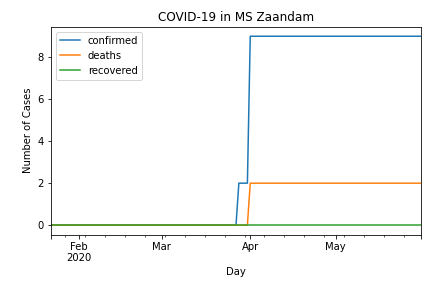 COVID-19 in MS Zaandam
confirmed
deaths
recovered
Number of Cases
8
6
4
2
0
Feb
2020
Mar
Apr
May
Day